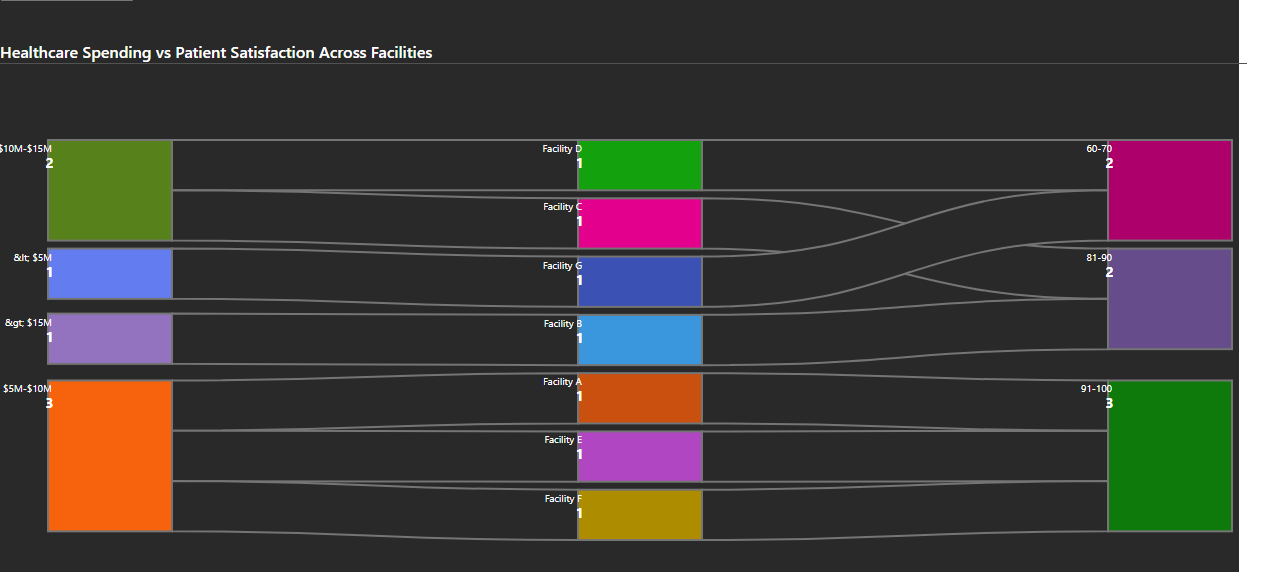 Healthcare Spending vs Patient Satisfaction Across Facilities
$10M-$15M
2
&lt; $5M
1
&gt; $15M
1
$5M-$10M
3
Facility D
1
Facility C
1
Facility G
1
Facility B
1
Facility A
1
Facility E
1
Facility F
1
60-70
2
81-90
2
91-100
3